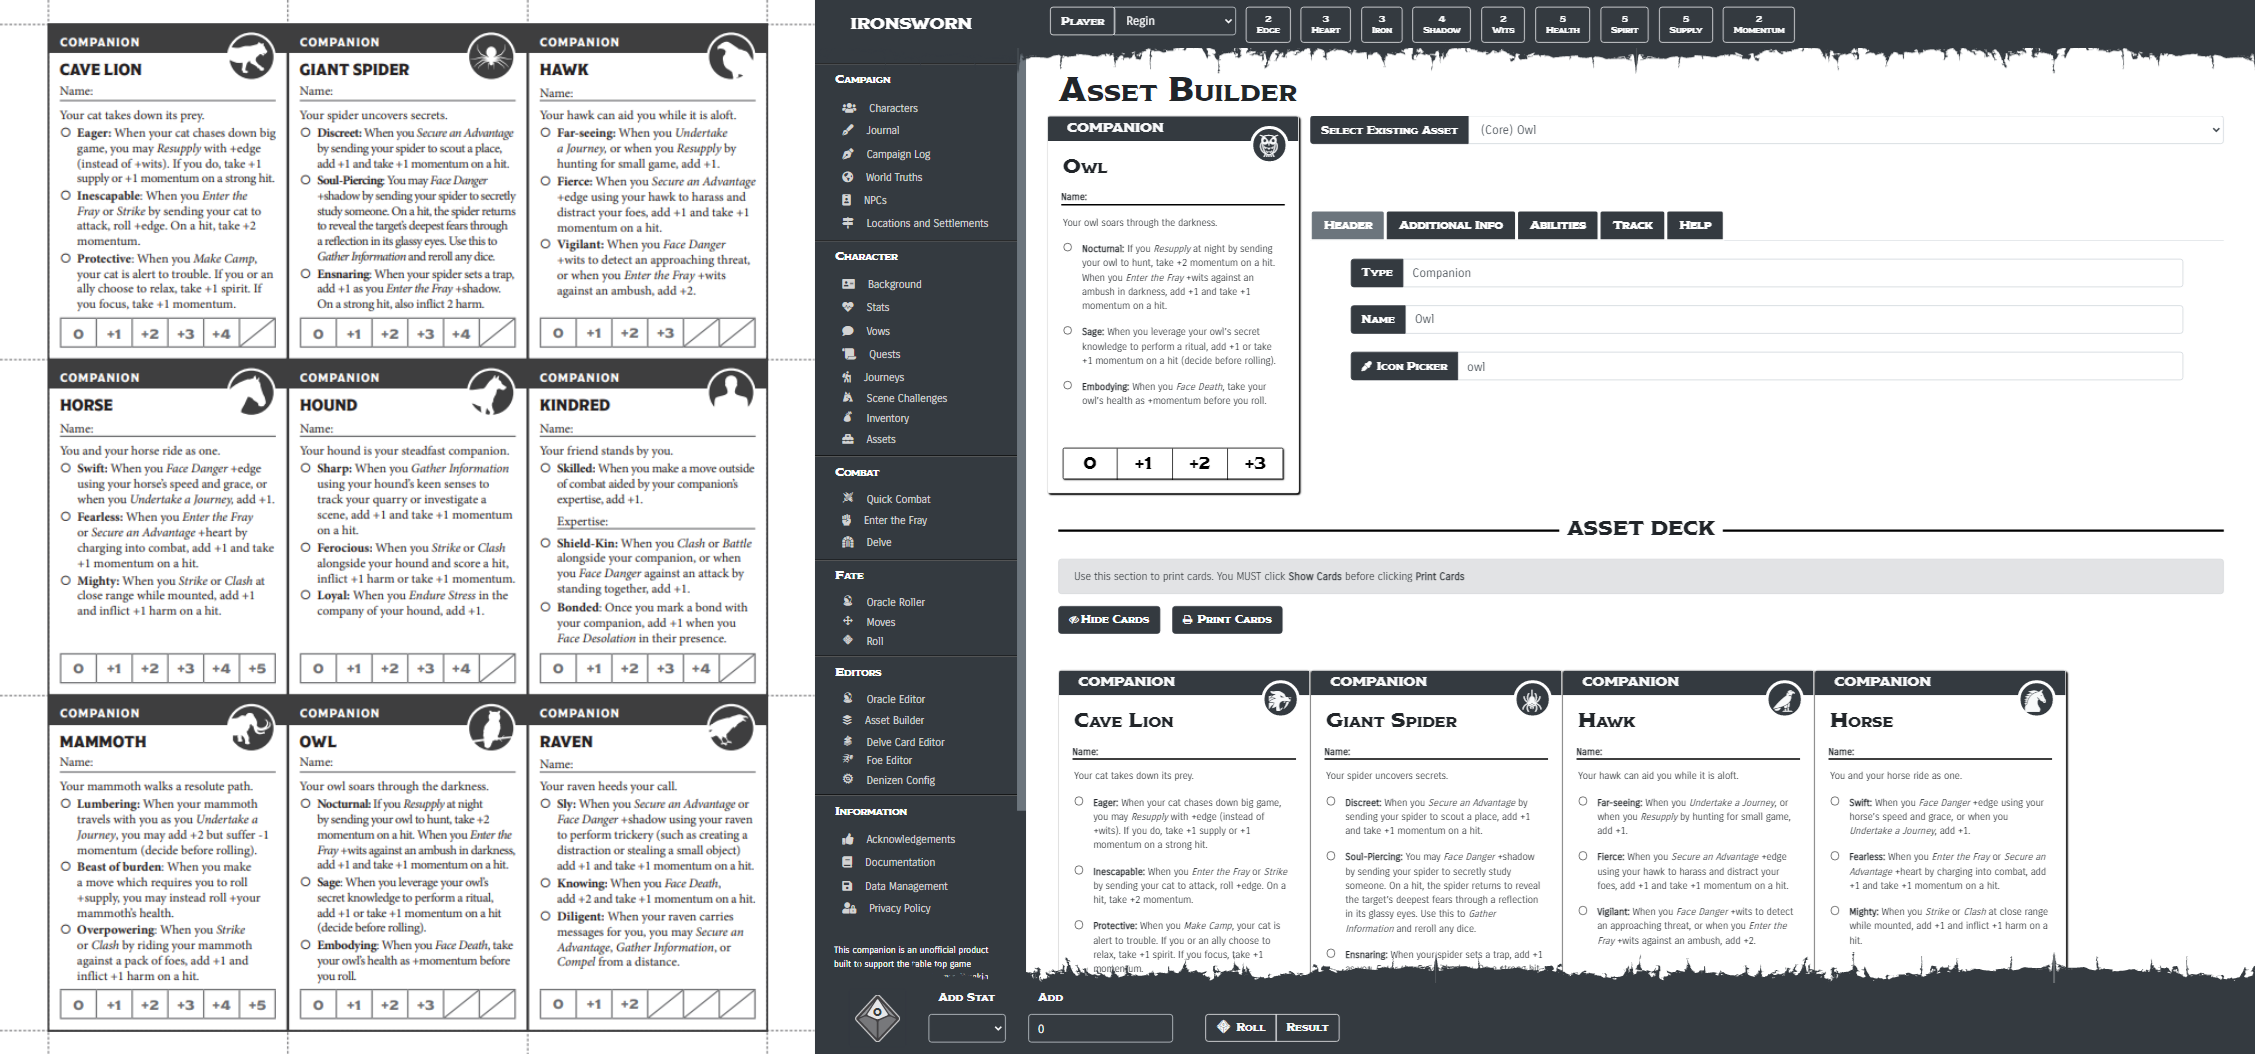 COMPANION
CAVE LION
Name:
Your cat takes down its prey.
Eager: When your cat chases down big
game, you may Resupply with +edge
(instead of +wits). If you do, take +1
supply or +1 momentum on a strong hit.
Inescapable: When you Enter the
Fray or Strike by sending your cat to
attack, roll +edge. On a hit, take +2
momentum.
Protective: When you Make Camp,
your cat is alert to trouble. If you or an
ally choose to relax, take +1 spirit. If
you focus, take +1 momentum.
0 +1 +2 +3 +4
COMPANION
GIANT SPIDER
Name:
Your spider uncovers secrets.
Discreet: When you Secure an Advantage
by sending your spider to scout a place,
add +1 and take +1 momentum on a hit.
Soul-Piercing: You may Face Danger
+shadow by sending your spider to secretly
study someone. On a hit, the spider returns
to reveal the target's deepest fears through
a reflection in its glassy eyes. Use this to
Gather Information and reroll any dice.
Ensnaring: When your spider sets a trap,
add +1 as you Enter the Fray +shadow.
On a strong hit, also inflict 2 harm.
0 +1 +2 +3 +4
COMPANION
HAWK
Name:
Your hawk can aid you while it is aloft.
Far-seeing: When you Undertake
a Journey, or when you Resupply by
hunting for small game, add +1.
Fierce: When you Secure an Advantage
+edge using your hawk to harass and
distract your foes, add +1 and take +1
momentum on a hit.
Vigilant: When you Face Danger
+wits to detect an approaching threat,
or when you Enter the Fray +wits
against an ambush, add +2.
0 +1 +2 +3
COMPANION
HORSE
Name:
You and your horse ride as one.
Swift: When you Face Danger +edge
using your horse's speed and grace, or
when you Undertake a Journey, add +1.
Fearless: When you Enter the Fray
or Secure an Advantage +heart by
charging into combat, add +1 and take
+1 momentum on a hit.
Mighty: When you Strike or Clash at
close range while mounted, add +1
and inflict +1 harm on a hit.
0 +1 +2 +3 +4 +5
COMPANION
HOUND
Name:
Your hound is your steadfast companion.
Sharp: When you Gather Information
using your hound's keen senses to
track your quarry or investigate a
scene, add +1 and take +1 momentum
on a hit.
Ferocious: When you Strike or Clash
alongside your hound and score a hit,
inflict +1 harm or take +1 momentum.
Loyal: When you Endure Stress in the
company of your hound, add +1.
0 +1 +2 +3 +4
COMPANION
KINDRED
Name:
Your friend stands by you.
Skilled: When you make a move outside
of combat aided by your companion's
expertise, add +1.
Expertise:
Shield-Kin: When you Clash or Battle
alongside your companion, or when
you Face Danger against an attack by
standing together, add +1.
Bonded: Once you mark a bond with
your companion, add +1 when you
Face Desolation in their presence.
0 +1 +2 +3 +4
COMPANION
MAMMOTH
Name:
Your mammoth walks a resolute path.
Lumbering: When your mammoth
travels with you as you Undertake a
Journey, you may add +2 but suffer -1
momentum (decide before rolling).
Beast of burden: When you make
a move which requires you to roll
+supply, you may instead roll +your
mammoth's health.
Overpowering: When you Strike
or Clash by riding your mammoth
against a pack of foes, add +1 and
inflict +1 harm on a hit.
0 +1 +2 +3 +4 +5
COMPANION
OWL
Name:
Your owl soars through the darkness.
Nocturnal: If you Resupply at night
by sending your owl to hunt, take +2
momentum on a hit. When you Enter the
Fray +wits against an ambush in darkness,
add +1 and take +1 momentum on a hit.
Sage: When you leverage your owl's
secret knowledge to perform a ritual,
add +1 or take +1 momentum on a hit
(decide before rolling).
Embodying: When you Face Death, take
your owl's health as +momentum before
you roll.
0 +1 +2 +3
COMPANION
RAVEN
Name:
Your raven heeds your call.
Sly: When you Secure an Advantage or
Face Danger +shadow using your raven
to perform trickery (such as creating a
distraction or stealing a small object)
add +1 and take +1 momentum on a hit.
Knowing: When you Face Death,
add +2 and take +1 momentum on a hit.
Diligent: When your raven carries
messages for you, you may Secure an
Advantage, Gather Information, or
Compel from a distance.
0 +1 +2
IRONSWORN
Player Regin
2 Edge
3 Heart
3 Iron
4 Shadow
2 Wits
5 Health
5 Spirit
5 Supply
2 Momentum
Campaign
Characters
Journal
Campaign Log
World Truths
NPCs
Locations and Settlements
Character
Background
Stats
Vows
Quests
Journeys
Scene Challenges
Inventory
Assets
Combat
Quick Combat
Enter the Fray
Delve
Fate
Oracle Roller
Moves
Roll
Editors
Oracle Editor
Asset Builder
Delve Card Editor
Foe Editor
Denizen Config
Information
Acknowledgements
Documentation
Data Management
Privacy Policy
This companion is an unofficial product
built to support the table top game
Asset Builder
COMPANION
Owl
Name:
Your owl soars through the darkness.
Nocturnal: If you Resupply at night by sending
your owl to hunt, take +2 momentum on a hit.
When you Enter the Fray +wits against an
ambush in darkness, add +1 and take +1
momentum on a hit.
Sage: When you leverage your owl's secret
knowledge to perform a ritual, add +1 or take
+1 momentum on a hit (decide before rolling).
Embodying: When you Face Death, take your
owl's health as +momentum before you roll.
0 +1 +2 +3
Select Existing Asset (Core) Owl
Header Additional Info Abilities Track Help
Type Companion
Name Owl
Icon Picker owl
ASSET DECK
Use this section to print cards. You MUST click Show Cards before clicking Print Cards
Hide Cards Print Cards
COMPANION
Cave Lion
Name:
Your cat takes down its prey.
Eager: When your cat chases down big game,
you may Resupply with +edge (instead of
+wits). If you do, take +1 supply or +1
momentum on a strong hit.
Inescapable: When you Enter the Fray or Strike
by sending your cat to attack, roll +edge. On a
hit, take +2 momentum.
Protective: When you Make Camp, your cat is
alert to trouble. If you or an ally choose to
relax, take +1 spirit. If you focus, take +1
momentum.
COMPANION
Giant Spider
Name:
Your spider uncovers secrets.
Discreet: When you Secure an Advantage by
sending your spider to scout a place, add +1
and take +1 momentum on a hit.
Soul-Piercing: You may Face Danger +shadow
by sending your spider to secretly study
someone. On a hit, the spider returns to reveal
the target's deepest fears through a reflection
in its glassy eyes. Use this to Gather
Information and reroll any dice.
Ensnaring: When your spider sets a trap, add +1
COMPANION
Hawk
Name:
Your hawk can aid you while it is aloft.
Far-seeing: When you Undertake a Journey, or
when you Resupply by hunting for small game,
add +1.
Fierce: When you Secure an Advantage +edge
using your hawk to harass and distract your
foes, add +1 and take +1 momentum on a hit.
Vigilant: When you Face Danger +wits to detect
an approaching threat, or when you Enter the
Fray +wits against an ambush, add +2.
COMPANION
Horse
Name:
You and your horse ride as one.
Swift: When you Face Danger +edge using your
horse's speed and grace, or when you
Undertake a Journey, add +1.
Fearless: When you Enter the Fray or Secure an
Advantage +heart by charging into combat, add
+1 and take +1 momentum on a hit.
Mighty: When you Strike or Clash at close range
while mounted, add +1 and inflict +1 harm on a
hit.
Add Stat
Add
0
Roll Result